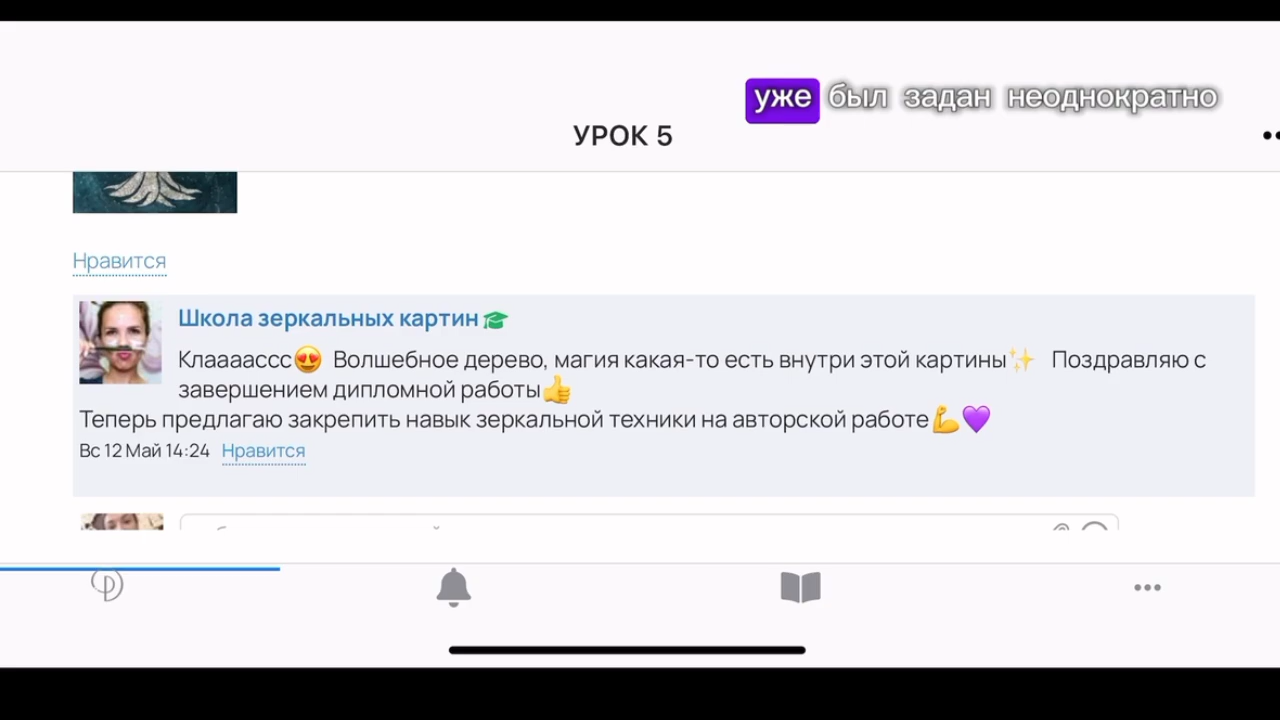 уже был задан неоднократно
УРОК 5
Нравится
Школа зеркальных картин🎓
Клаааассс😍 Волшебное дерево, магия какая-то есть внутри этой картины✨ Поздравляю с
завершением дипломной работы👍
Теперь предлагаю закрепить навык зеркальной техники на авторской работе💪💜
Вс 12 Май 14:24 Нравится